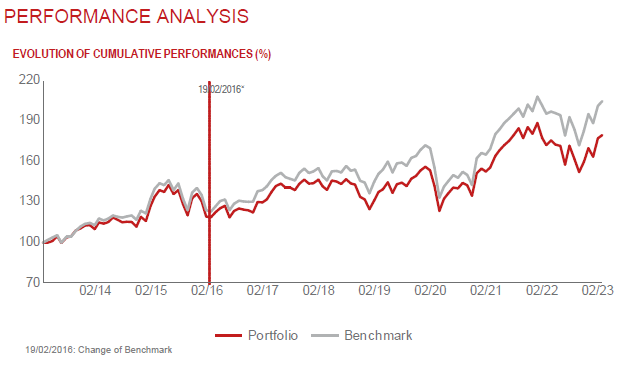 PERFORMANCE ANALYSIS
EVOLUTION OF CUMULATIVE PERFORMANCES (%)
220
19/02/2016*
190
160
130
100
70
02/14 02/15 02/16 02/17 02/18 02/19 02/20 02/21 02/22 02/23
Portfolio Benchmark
19/02/2016: Change of Benchmark